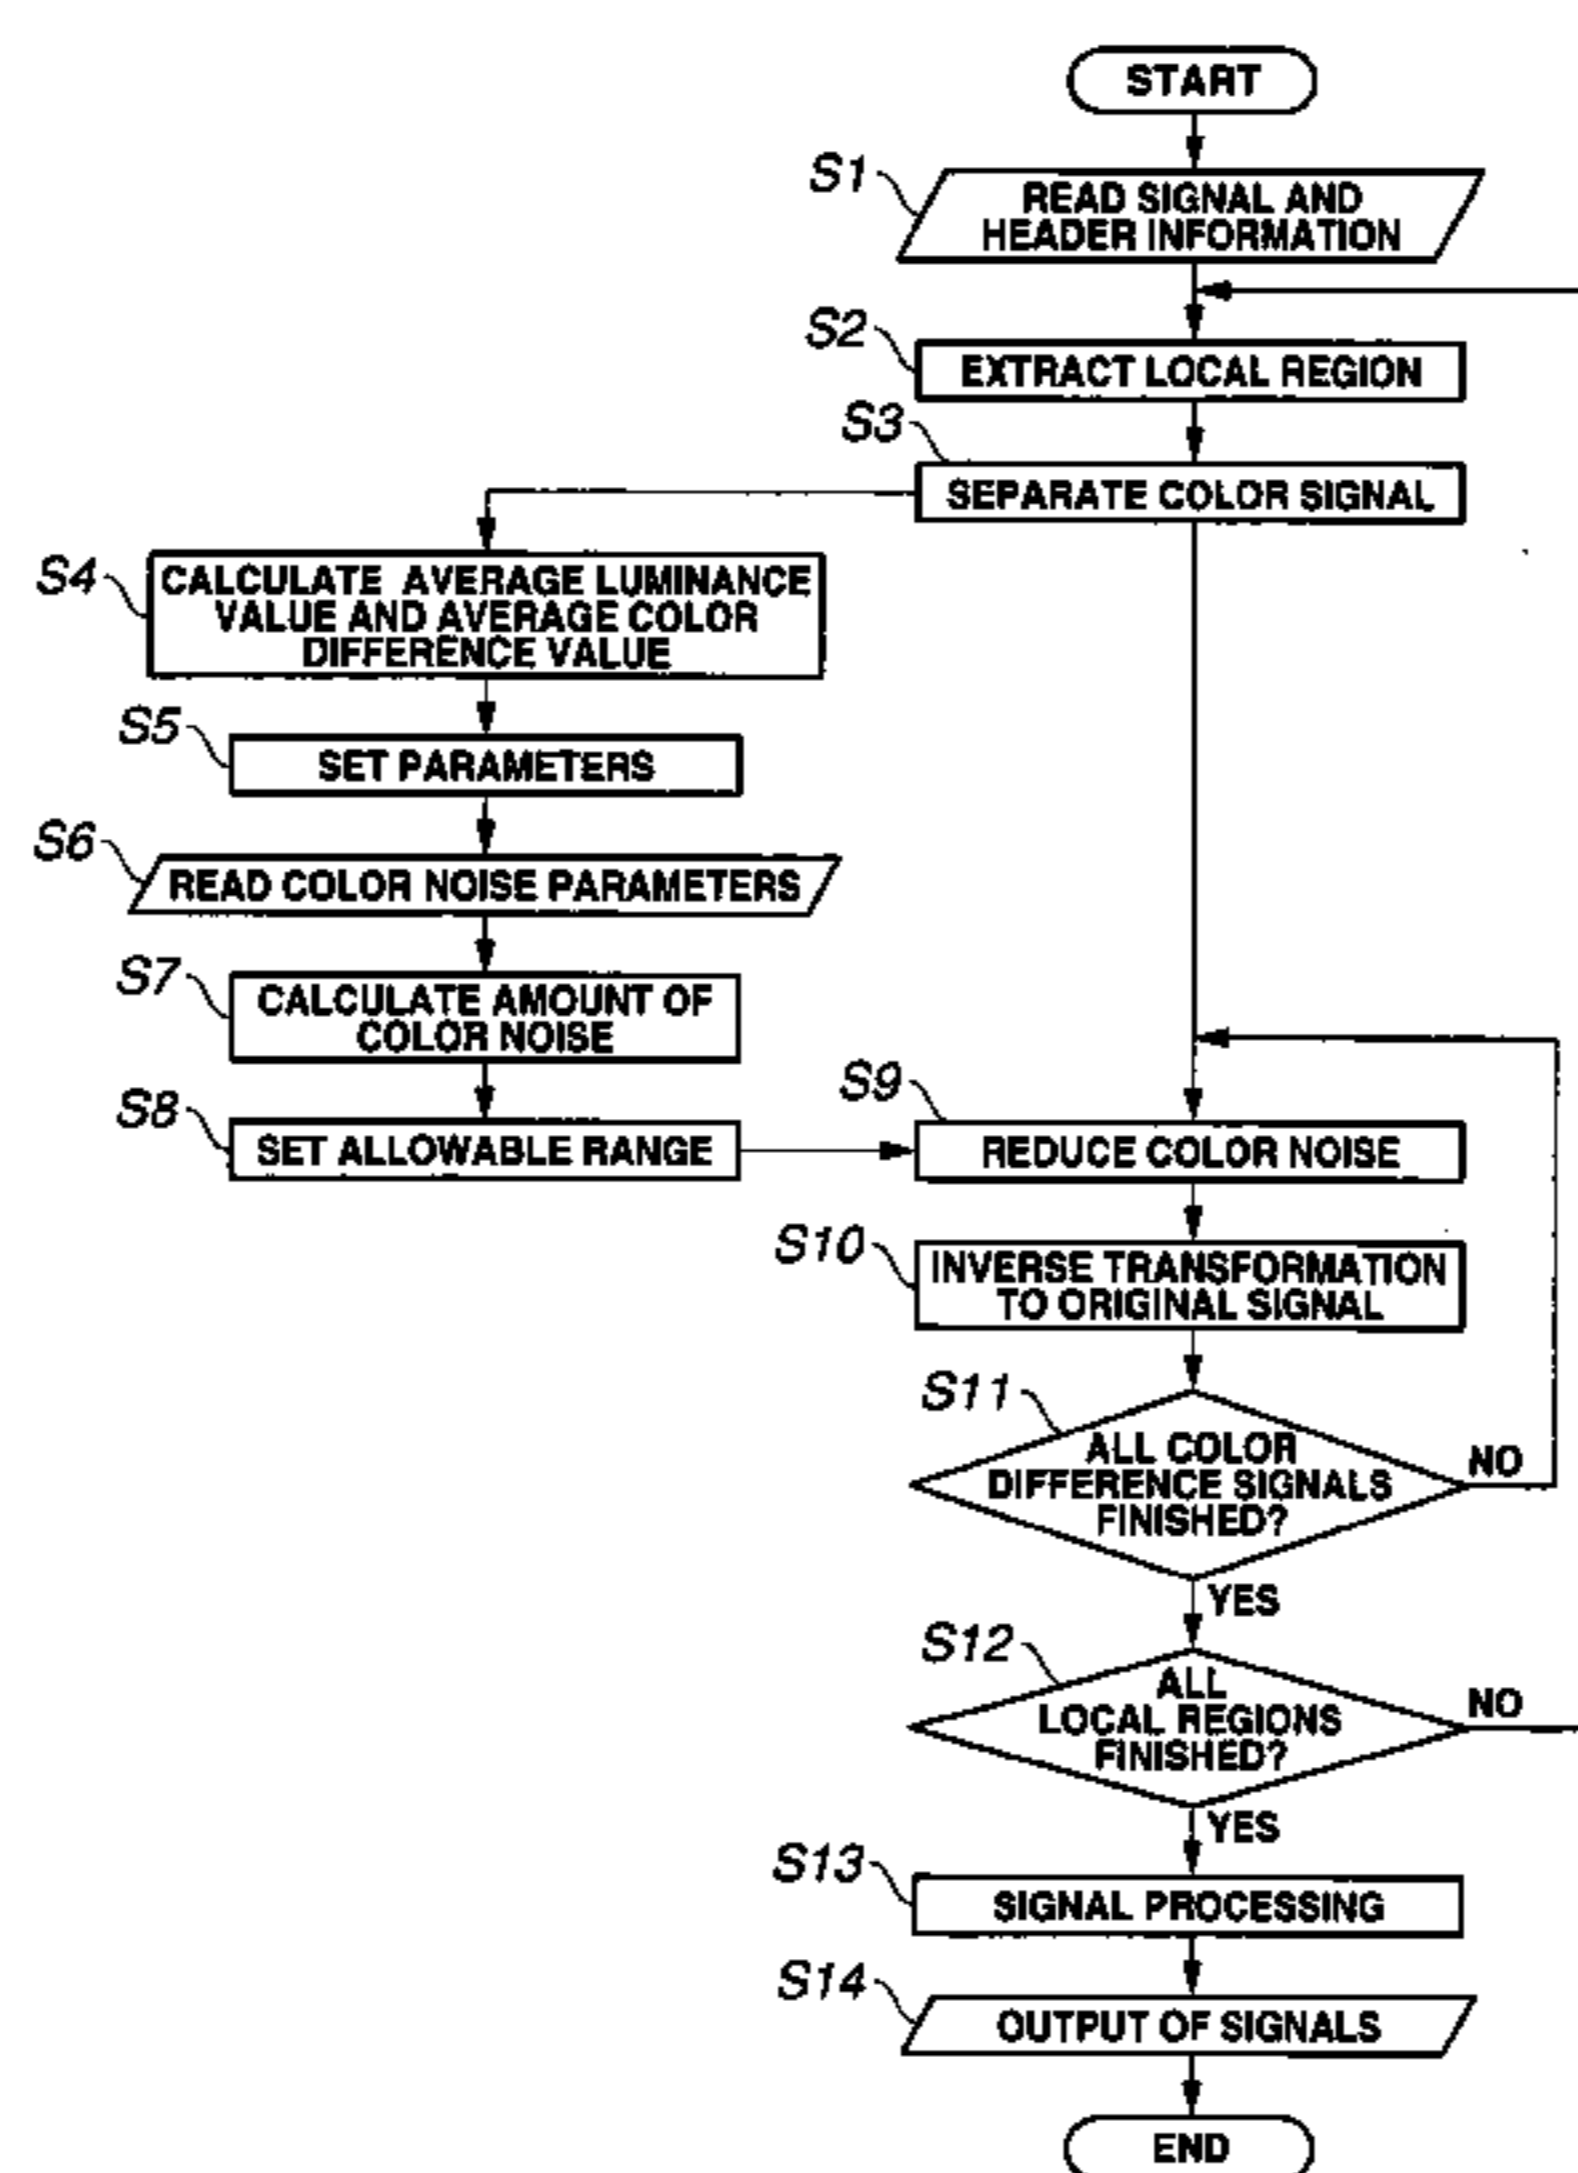 START
S1
READ SIGNAL AND
HEADER INFORMATION
S2
EXTRACT LOCAL REGION
S3
SEPARATE COLOR SIGNAL
S4
CALCULATE AVERAGE LUMINANCE
VALUE AND AVERAGE COLOR
DIFFERENCE VALUE
S5
SET PARAMETERS
S6
READ COLOR NOISE PARAMETERS
S7
CALCULATE AMOUNT OF
COLOR NOISE
S8
SET ALLOWABLE RANGE
S9
REDUCE COLOR NOISE
S10
INVERSE TRANSFORMATION
TO ORIGINAL SIGNAL
S11
ALL COLOR
DIFFERENCE SIGNALS
FINISHED?
NO
YES
S12
ALL
LOCAL REGIONS
FINISHED?
NO
YES
S13
SIGNAL PROCESSING
S14
OUTPUT OF SIGNALS
END